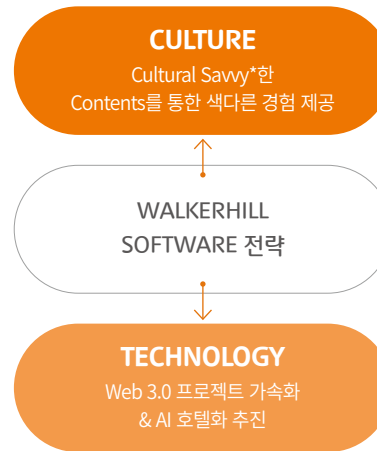 CULTURE
Cultural Savvy*한
Contents를 통한 색다른 경험 제공
WALKERHILL
SOFTWARE 전략
TECHNOLOGY
Web 3.0 프로젝트 가속화
& AI 호텔화 추진